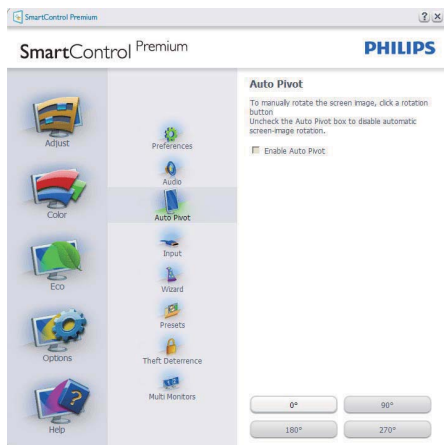 SmartControl Premium
? x
SmartControl Premium
PHILIPS
Adjust
Color
Eco
Options
Help
Preferences
Audio
Auto Pivot
Input
Wizard
Presets
Theft Deterrence
Multi Monitors
Auto Pivot
To manually rotate the screen image, click a rotation
button
Uncheck the Auto Pivot box to disable automatic
screen-image rotation.
Enable Auto Pivot
0° 90°
180° 270°